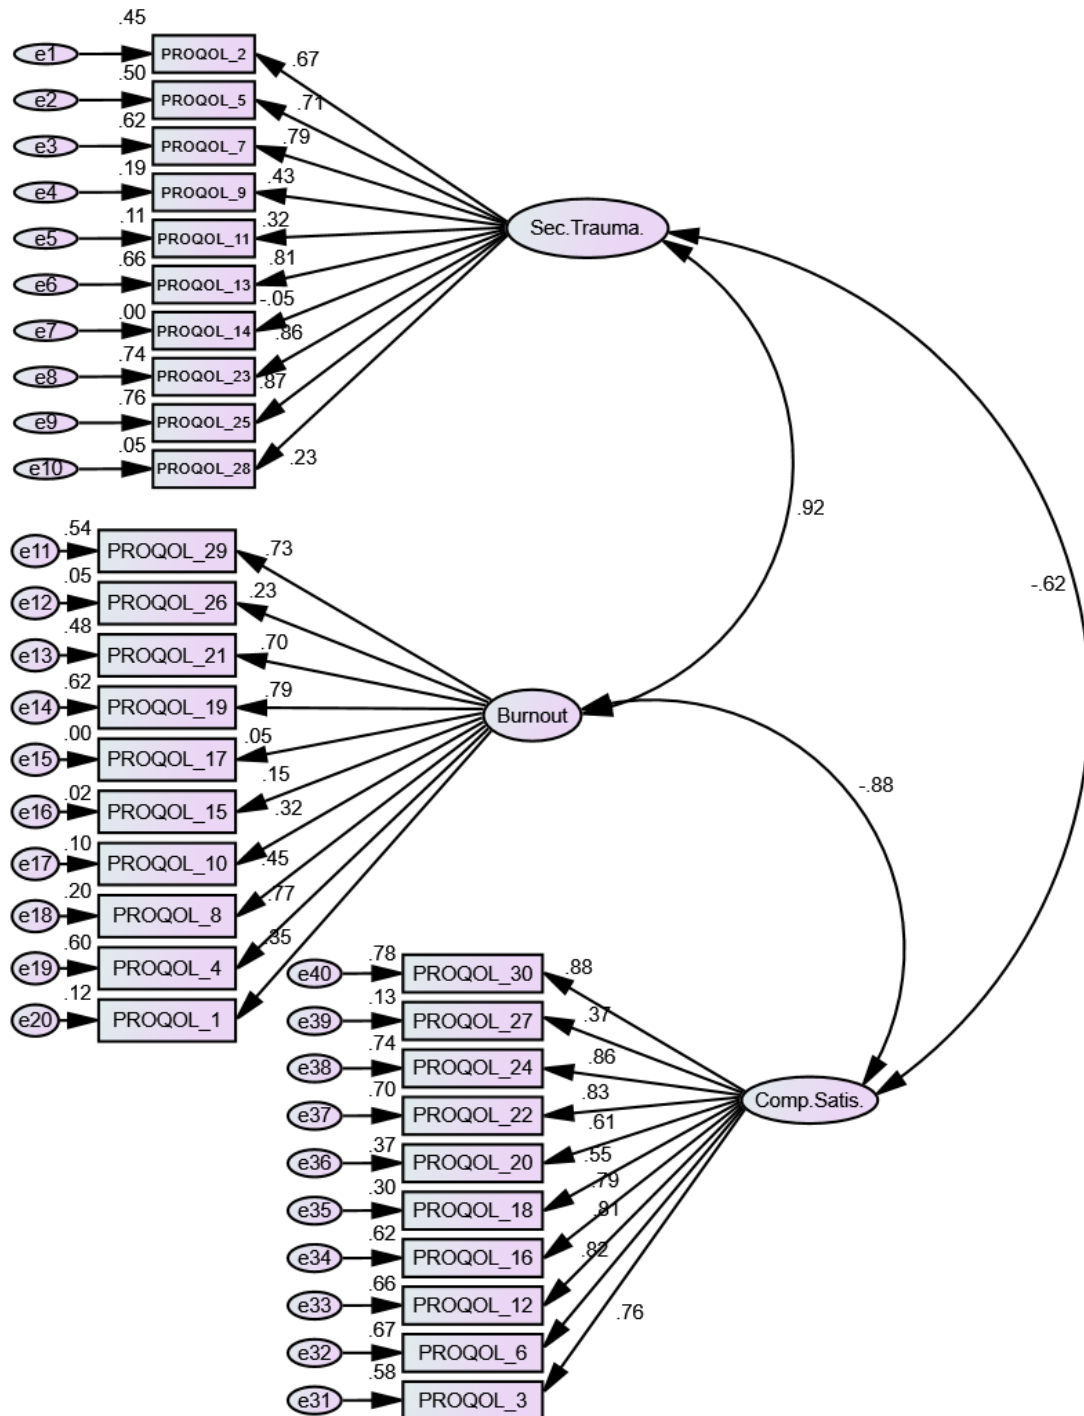 .45
e1 PROQOL_2 .67
.50
e2 PROQOL_5 .71
.62
e3 PROQOL_7 .79
.19
e4 PROQOL_9 .43
.11
e5 PROQOL_11 .32
.66
e6 PROQOL_13 .81
.00
e7 PROQOL_14 -.05
.74
e8 PROQOL_23 .86
.76
e9 PROQOL_25 .87
.05
e10 PROQOL_28 .23
Sec.Trauma.
.92
-.62
.54
e11 PROQOL_29 .73
.05
e12 PROQOL_26 .23
.48
e13 PROQOL_21 .70
.62
e14 PROQOL_19 .79
.00
e15 PROQOL_17 .05
.02
e16 PROQOL_15 .15
.10
e17 PROQOL_10 .32
.20
e18 PROQOL_8 .45
.60
e19 PROQOL_4 .77
.12
e20 PROQOL_1 .35
Burnout
-.88
.78
e40 PROQOL_30 .88
.13
e39 PROQOL_27 .37
.74
e38 PROQOL_24 .86
.70
e37 PROQOL_22 .83
.37
e36 PROQOL_20 .61
.30
e35 PROQOL_18 .55
.62
e34 PROQOL_16 .79
.66
e33 PROQOL_12 .81
.67
e32 PROQOL_6 .82
.58
e31 PROQOL_3 .76
Comp.Satis.